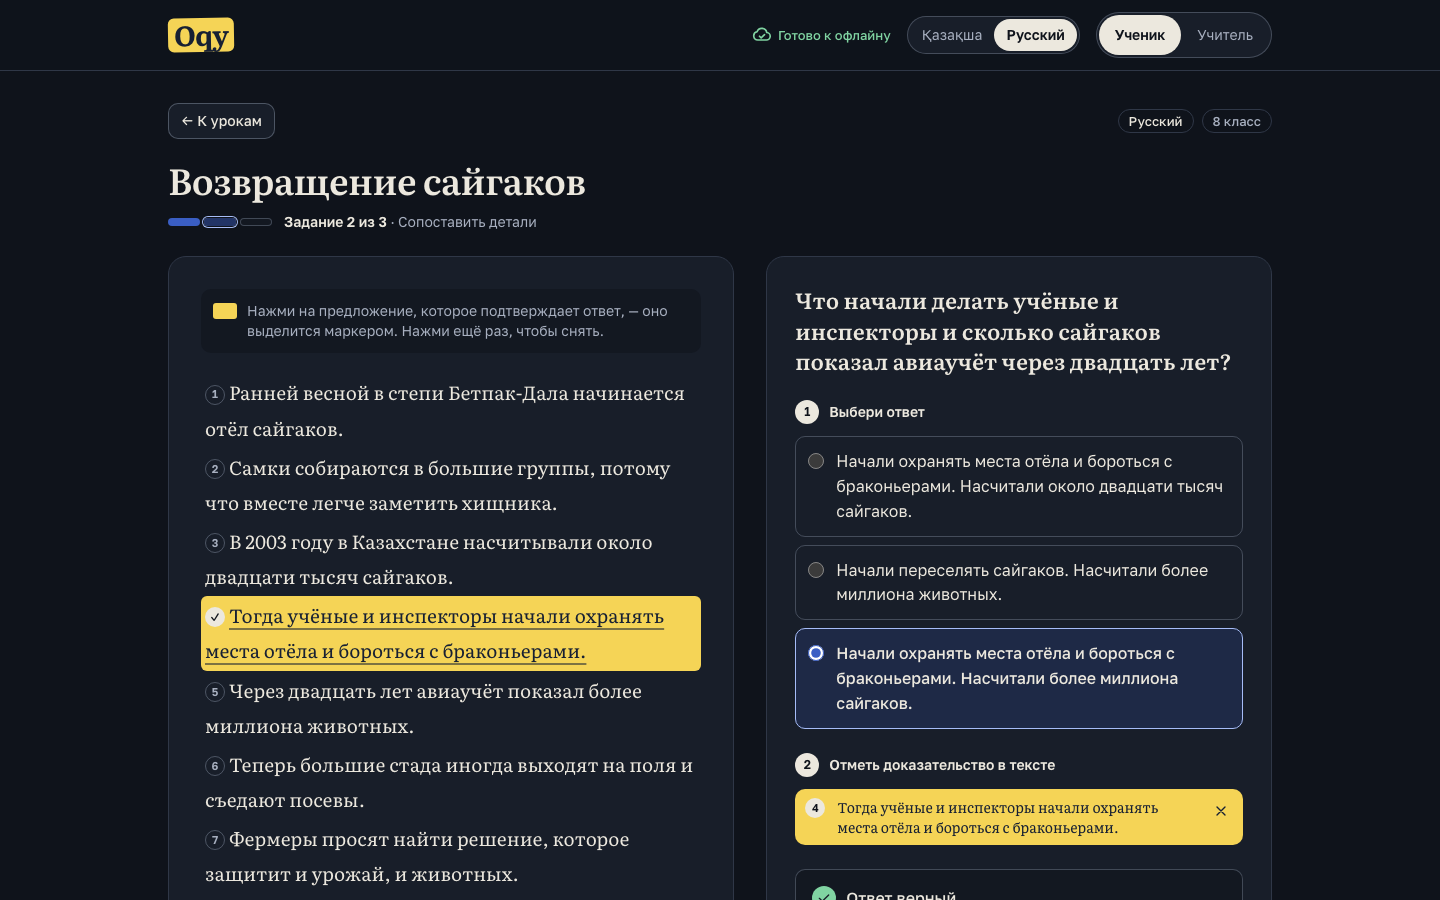 Oqy
Готово к офлайну
Қазақша
Русский
Ученик
Учитель
← К урокам
Русский
8 класс
Возвращение сайгаков
Задание 2 из 3 · Сопоставить детали
Нажми на предложение, которое подтверждает ответ, — оно
выделится маркером. Нажми ещё раз, чтобы снять.
1 Ранней весной в степи Бетпак-Дала начинается
отёл сайгаков.
2 Самки собираются в большие группы, потому
что вместе легче заметить хищника.
3 В 2003 году в Казахстане насчитывали около
двадцати тысяч сайгаков.
✓ Тогда учёные и инспекторы начали охранять
места отёла и бороться с браконьерами.
5 Через двадцать лет авиаучёт показал более
миллиона животных.
6 Теперь большие стада иногда выходят на поля и
съедают посевы.
7 Фермеры просят найти решение, которое
защитит и урожай, и животных.
Что начали делать учёные и
инспекторы и сколько сайгаков
показал авиаучёт через двадцать лет?
1 Выбери ответ
Начали охранять места отёла и бороться с
браконьерами. Насчитали около двадцати тысяч
сайгаков.
Начали переселять сайгаков. Насчитали более
миллиона животных.
Начали охранять места отёла и бороться с
браконьерами. Насчитали более миллиона
сайгаков.
2 Отметь доказательство в тексте
4 Тогда учёные и инспекторы начали охранять
места отёла и бороться с браконьерами.
Ответ верный